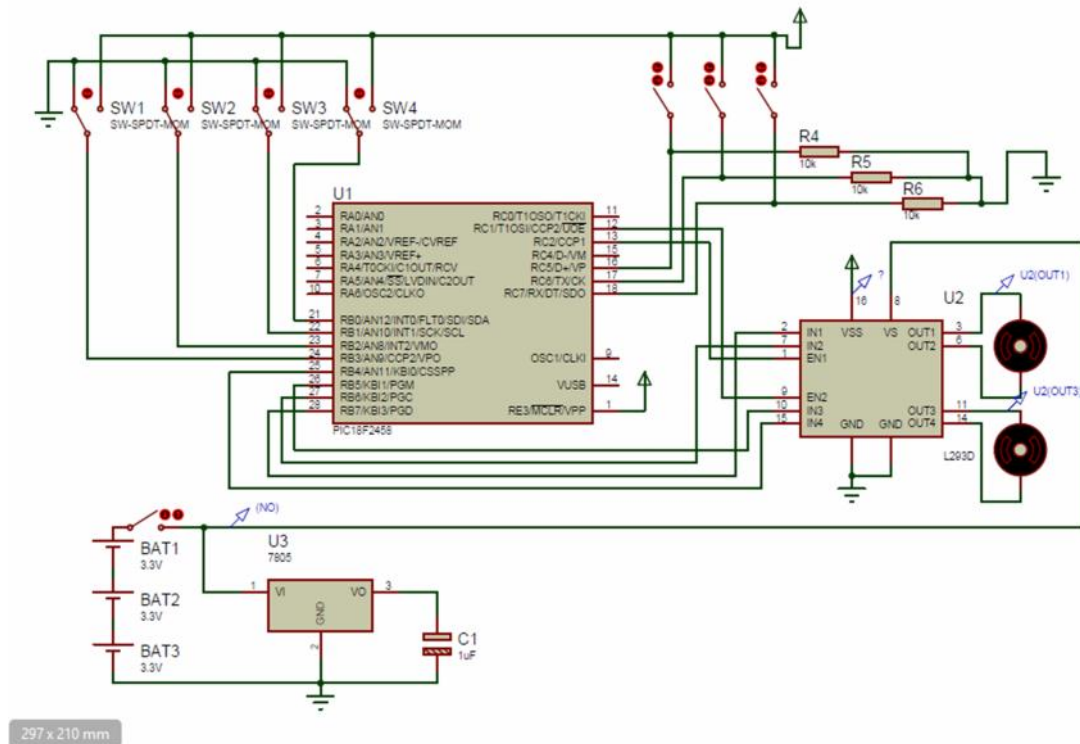 SW1
SW-SPDT-MOM
SW2
SW-SPDT-MOM
SW3
SW-SPDT-MOM
SW4
SW-SPDT-MOM
R4
10k
R5
10k
R6
10k
U1
2 RA0/AN0
3 RA1/AN1
4 RA2/AN2/VREF-/CVREF
5 RA3/AN3/VREF+
6 RA4/T0CKI/C1OUT/RCV
7 RA5/AN4/SS/LVDIN/C2OUT
10 RA6/OSC2/CLKO
21 RB0/AN12/INT0/FLT0/SDI/SDA
22 RB1/AN10/INT1/SCK/SCL
23 RB2/AN8/INT2/VMO
24 RB3/AN9/CCP2/VPO
25 RB4/AN11/KBI0/CSSPP
26 RB5/KBI1/PGM
27 RB6/KBI2/PGC
28 RB7/KBI3/PGD
RC0/T1OSO/T1CKI 11
RC1/T1OSI/CCP2/UOE 12
RC2/CCP1 13
RC4/D-/VM 15
RC5/D+/VP 16
RC6/TX/CK 17
RC7/RX/DT/SDO 18
OSC1/CLKI 9
VUSB 14
RE3/MCLR/VPP 1
PIC18F2458
?
U2
16 8
VSS VS
2 IN1
7 IN2
1 EN1
9 EN2
10 IN3
15 IN4
OUT1 3
OUT2 6
OUT3 11
OUT4 14
GND GND
L293D
U2(OUT1)
U2(OUT3)
(NO)
BAT1
3.3V
BAT2
3.3V
BAT3
3.3V
U3
7805
1 VI VO 3
GND
2
C1
1uF
297 x 210 mm